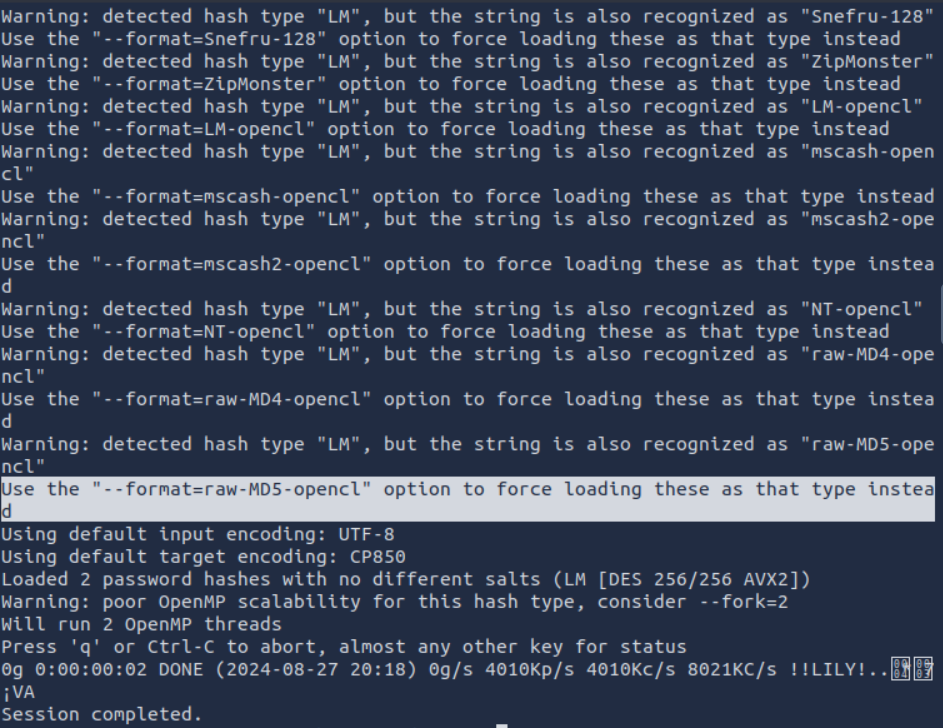 Warning: detected hash type "LM", but the string is also recognized as "Snefru-128"
Use the "--format=Snefru-128" option to force loading these as that type instead
Warning: detected hash type "LM", but the string is also recognized as "ZipMonster"
Use the "--format=ZipMonster" option to force loading these as that type instead
Warning: detected hash type "LM", but the string is also recognized as "LM-opencl"
Use the "--format=LM-opencl" option to force loading these as that type instead
Warning: detected hash type "LM", but the string is also recognized as "mscash-open
cl"
Use the "--format=mscash-opencl" option to force loading these as that type instead
Warning: detected hash type "LM", but the string is also recognized as "mscash2-ope
ncl"
Use the "--format=mscash2-opencl" option to force loading these as that type instea
d
Warning: detected hash type "LM", but the string is also recognized as "NT-opencl"
Use the "--format=NT-opencl" option to force loading these as that type instead
Warning: detected hash type "LM", but the string is also recognized as "raw-MD4-ope
ncl"
Use the "--format=raw-MD4-opencl" option to force loading these as that type instea
d
Warning: detected hash type "LM", but the string is also recognized as "raw-MD5-ope
ncl"
Use the "--format=raw-MD5-opencl" option to force loading these as that type instea
d
Using default input encoding: UTF-8
Using default target encoding: CP850
Loaded 2 password hashes with no different salts (LM [DES 256/256 AVX2])
Warning: poor OpenMP scalability for this hash type, consider --fork=2
Will run 2 OpenMP threads
Press 'q' or Ctrl-C to abort, almost any other key for status
0g 0:00:00:02 DONE (2024-08-27 20:18) 0g/s 4010Kp/s 4010Kc/s 8021KC/s !!LILY!..
¡VA
Session completed.